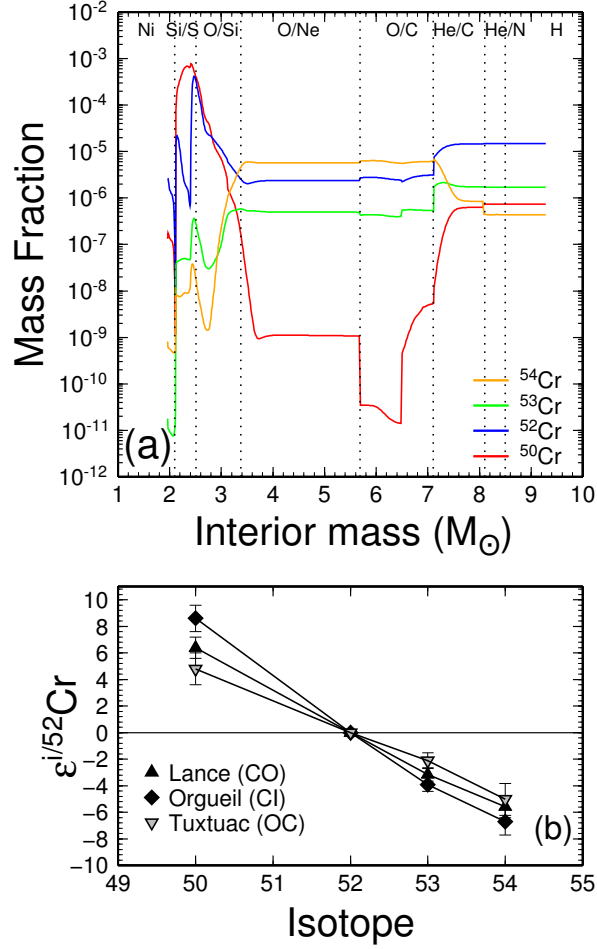 Ni Si/S O/Si O/Ne O/C He/C He/N H
10⁻²
10⁻³
10⁻⁴
10⁻⁵
10⁻⁶
10⁻⁷
10⁻⁸
10⁻⁹
10⁻¹⁰
10⁻¹¹
10⁻¹²
Mass Fraction
⁵⁴Cr
⁵³Cr
⁵²Cr
⁵⁰Cr
(a)
1 2 3 4 5 6 7 8 9 10
Interior mass (M☉)
10
8
6
4
2
0
−2
−4
−6
−8
−10
εⁱ/⁵²Cr
Lance (CO)
Orgueil (CI)
Tuxtuac (OC)
(b)
49 50 51 52 53 54 55
Isotope